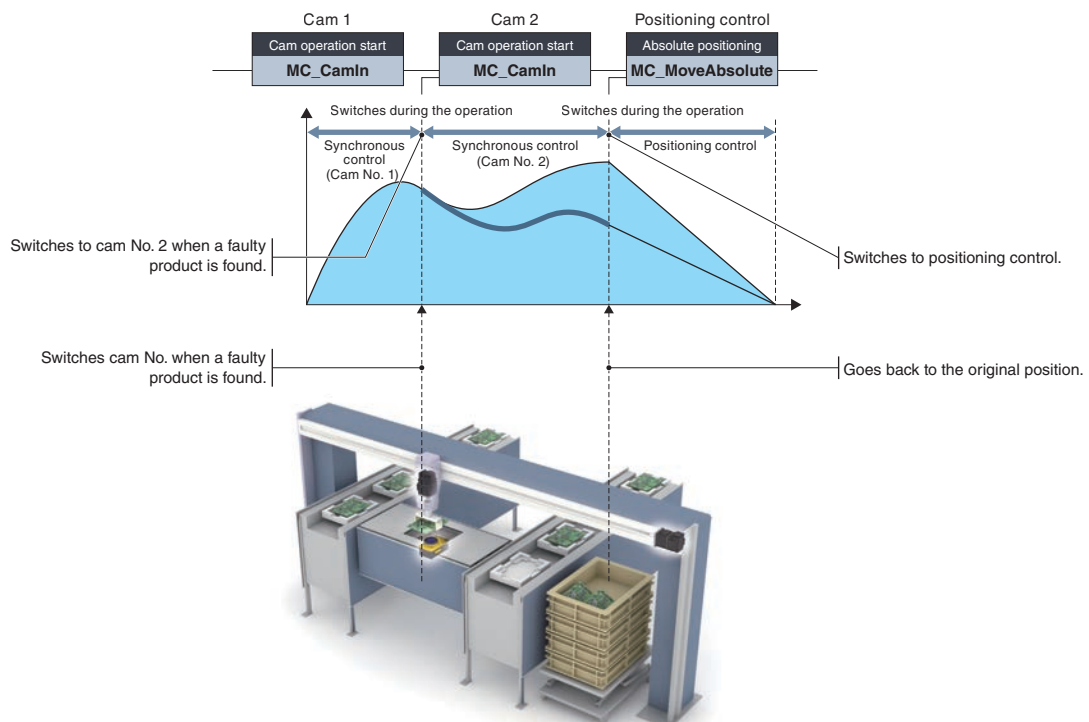 Cam 1
Cam 2
Positioning control
Cam operation start
Cam operation start
Absolute positioning
MC_CamIn
MC_CamIn
MC_MoveAbsolute
Switches during the operation
Switches during the operation
Synchronous
control
(Cam No. 1)
Synchronous control
(Cam No. 2)
Positioning control
Switches to cam No. 2 when a faulty
product is found.
Switches to positioning control.
Switches cam No. when a faulty
product is found.
Goes back to the original position.